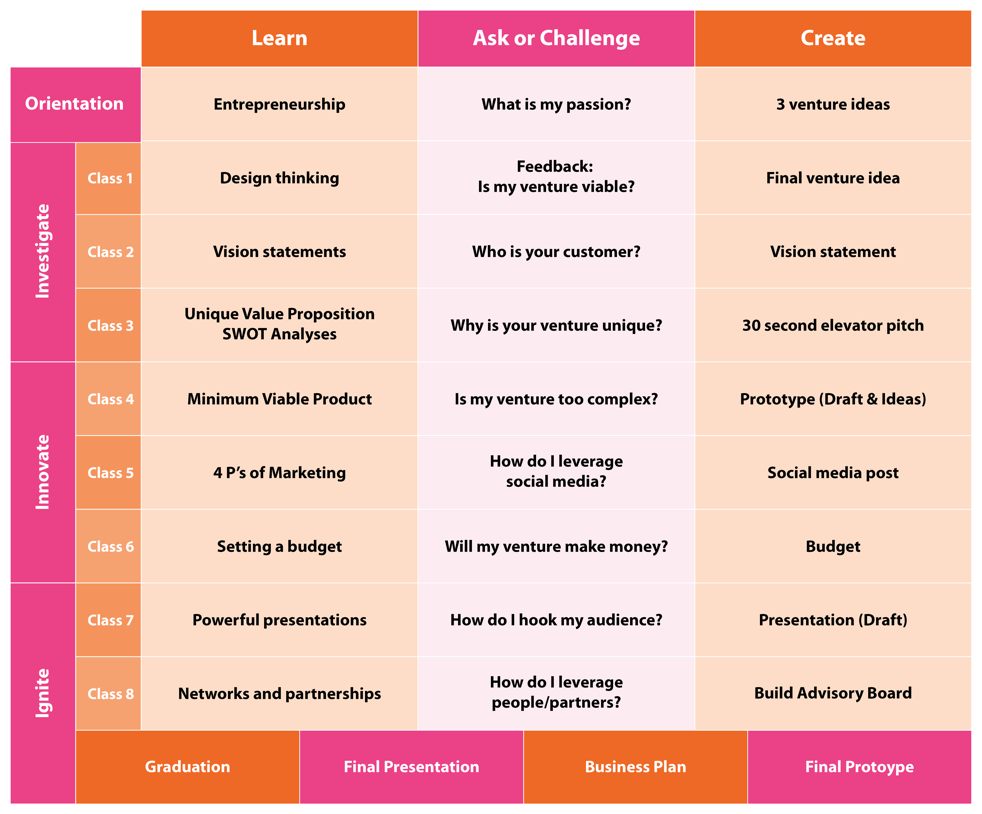 Learn
Ask or Challenge
Create
Orientation
Entrepreneurship
What is my passion?
3 venture ideas
Investigate
Class 1
Design thinking
Feedback:
Is my venture viable?
Final venture idea
Class 2
Vision statements
Who is your customer?
Vision statement
Class 3
Unique Value Proposition
SWOT Analyses
Why is your venture unique?
30 second elevator pitch
Innovate
Class 4
Minimum Viable Product
Is my venture too complex?
Prototype (Draft & Ideas)
Class 5
4 P's of Marketing
How do I leverage
social media?
Social media post
Class 6
Setting a budget
Will my venture make money?
Budget
Ignite
Class 7
Powerful presentations
How do I hook my audience?
Presentation (Draft)
Class 8
Networks and partnerships
How do I leverage
people/partners?
Build Advisory Board
Graduation
Final Presentation
Business Plan
Final Protoype